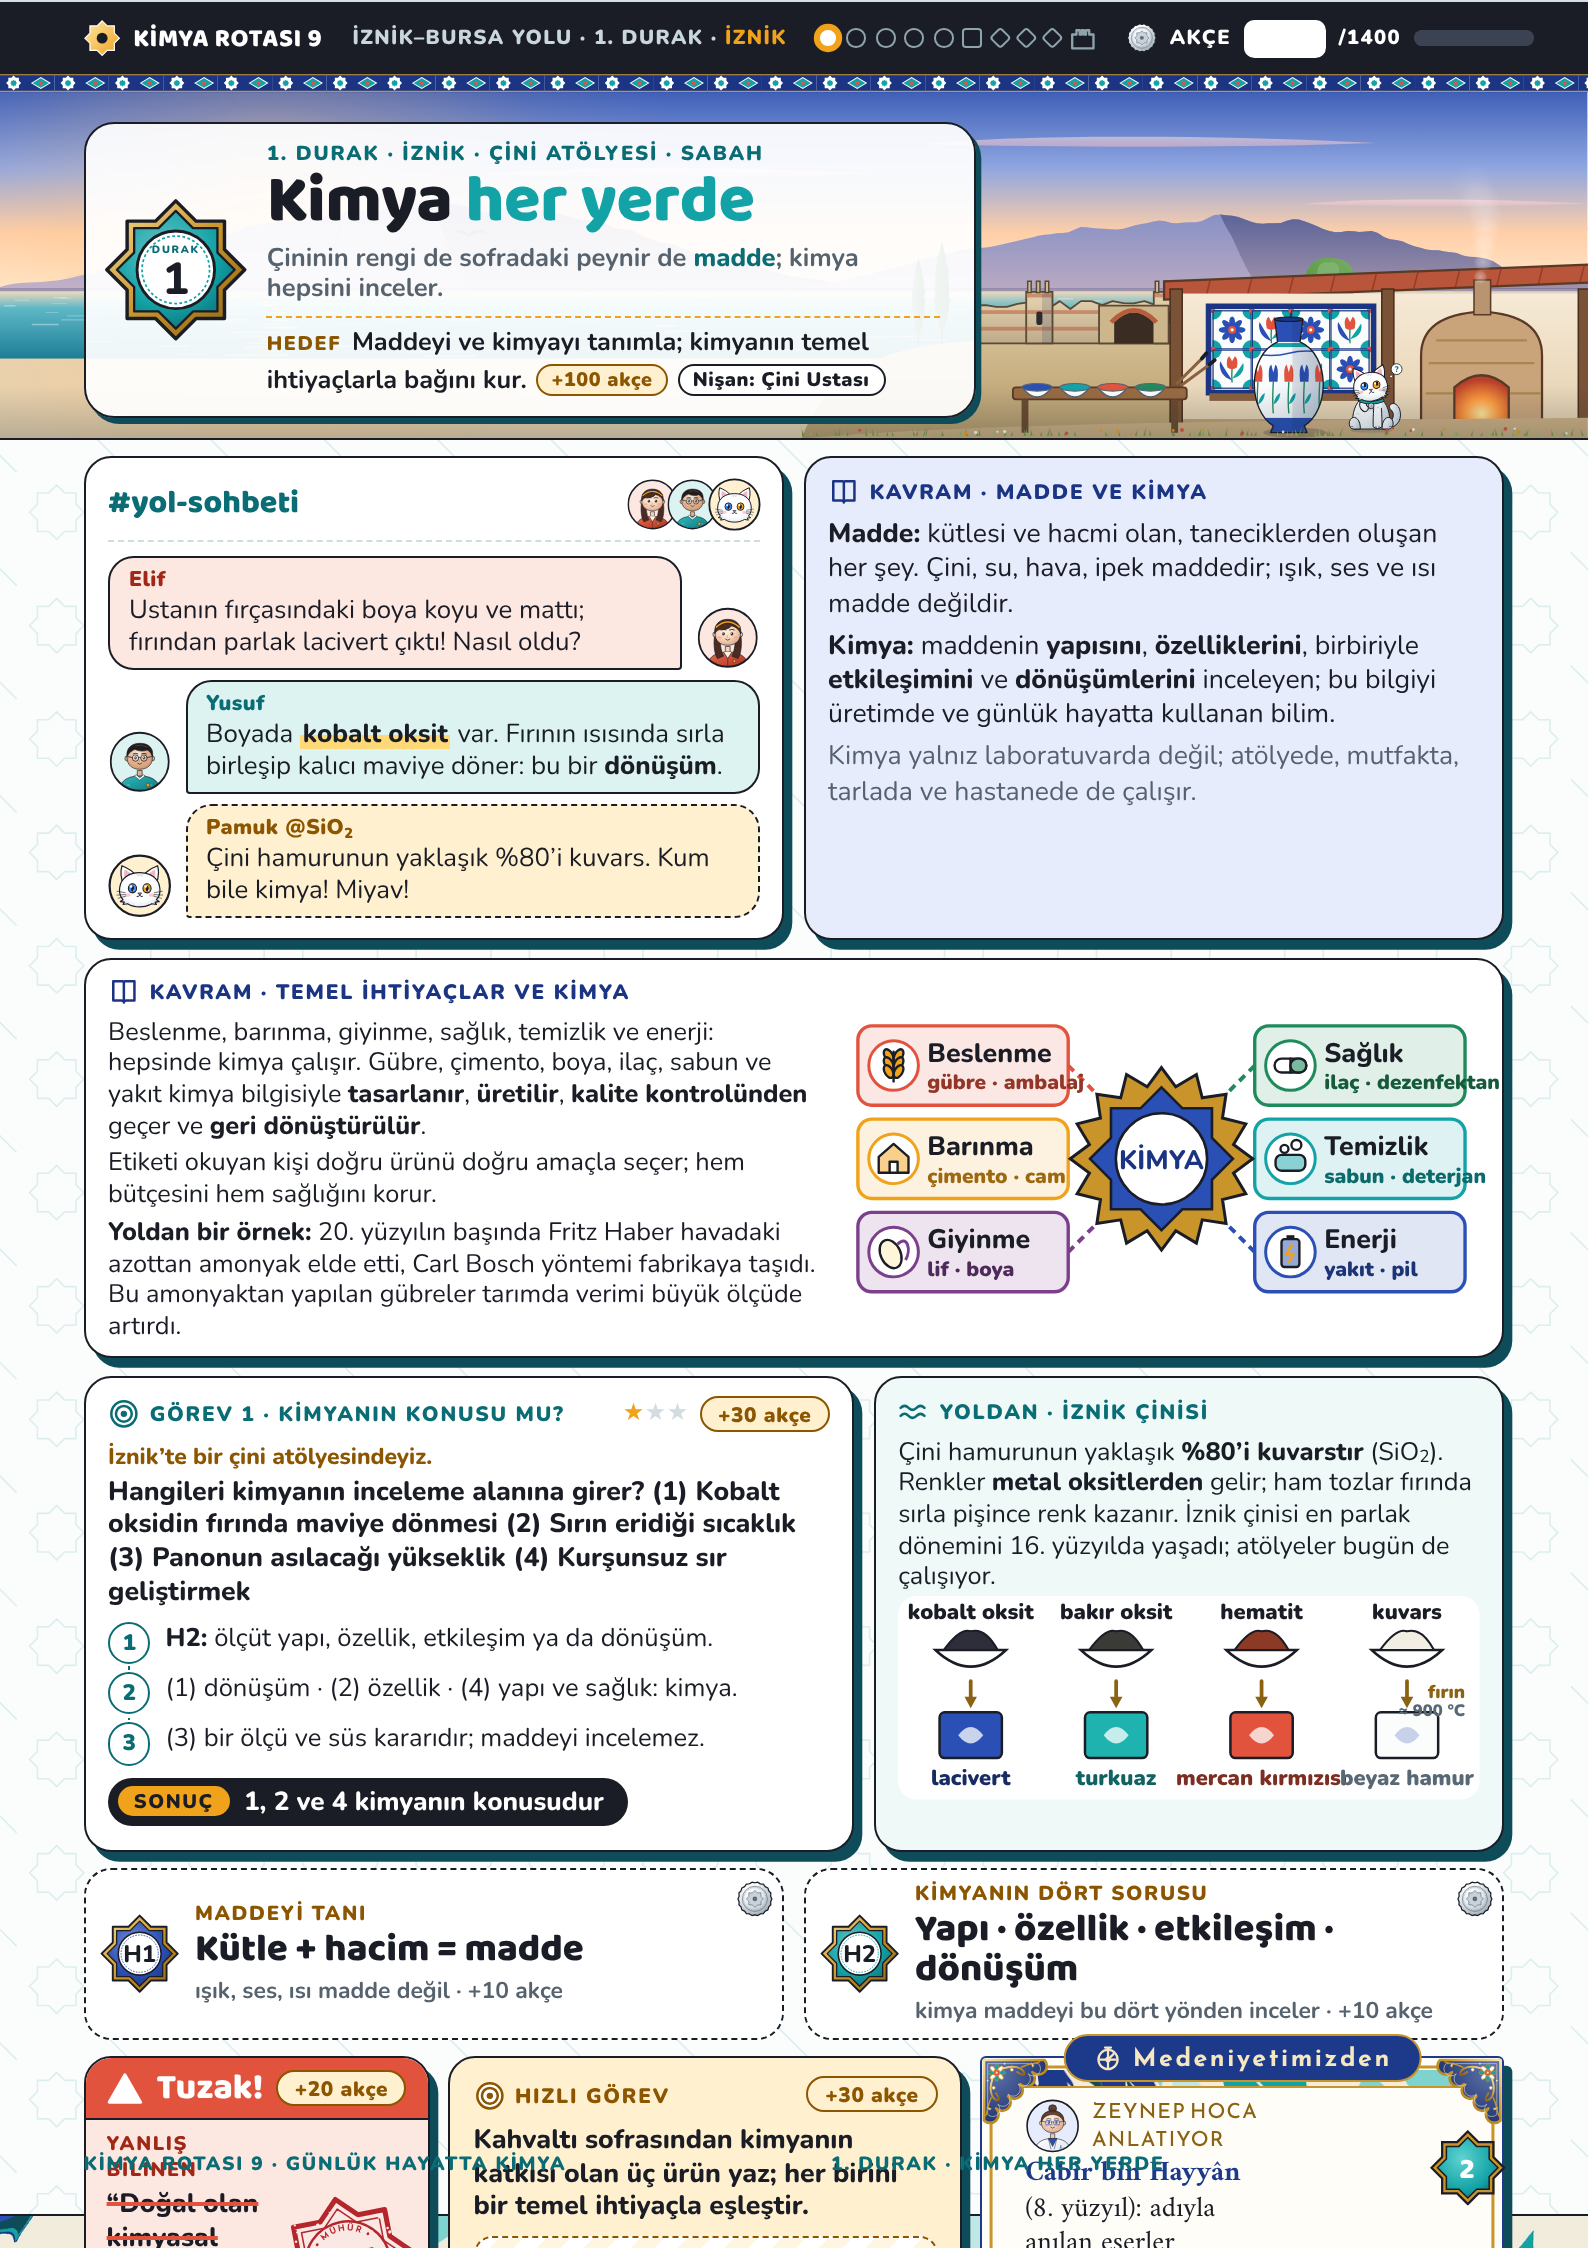 KİMYA ROTASI 9 İZNİK–BURSA YOLU · 1. DURAK · İZNİK AKÇE /1400
1. DURAK · İZNİK · ÇİNİ ATÖLYESİ · SABAH
Kimya her yerde
DURAK
1
Çininin rengi de sofradaki peynir de madde; kimya
hepsini inceler.
HEDEF Maddeyi ve kimyayı tanımla; kimyanın temel
ihtiyaçlarla bağını kur. +100 akçe Nişan: Çini Ustası
?
#yol-sohbeti
Elif
Ustanın fırçasındaki boya koyu ve mattı;
fırından parlak lacivert çıktı! Nasıl oldu?
Yusuf
Boyada kobalt oksit var. Fırının ısısında sırla
birleşip kalıcı maviye döner: bu bir dönüşüm.
Pamuk @SiO₂
Çini hamurunun yaklaşık %80’i kuvars. Kum
bile kimya! Miyav!
KAVRAM · MADDE VE KİMYA
Madde: kütlesi ve hacmi olan, taneciklerden oluşan
her şey. Çini, su, hava, ipek maddedir; ışık, ses ve ısı
madde değildir.
Kimya: maddenin yapısını, özelliklerini, birbiriyle
etkileşimini ve dönüşümlerini inceleyen; bu bilgiyi
üretimde ve günlük hayatta kullanan bilim.
Kimya yalnız laboratuvarda değil; atölyede, mutfakta,
tarlada ve hastanede de çalışır.
KAVRAM · TEMEL İHTİYAÇLAR VE KİMYA
Beslenme, barınma, giyinme, sağlık, temizlik ve enerji:
hepsinde kimya çalışır. Gübre, çimento, boya, ilaç, sabun ve
yakıt kimya bilgisiyle tasarlanır, üretilir, kalite kontrolünden
geçer ve geri dönüştürülür.
Etiketi okuyan kişi doğru ürünü doğru amaçla seçer; hem
bütçesini hem sağlığını korur.
Yoldan bir örnek: 20. yüzyılın başında Fritz Haber havadaki
azottan amonyak elde etti, Carl Bosch yöntemi fabrikaya taşıdı.
Bu amonyaktan yapılan gübreler tarımda verimi büyük ölçüde
artırdı.
Beslenme
gübre · ambalaj
Barınma
çimento · cam
Giyinme
lif · boya
KİMYA
Sağlık
ilaç · dezenfektan
Temizlik
sabun · deterjan
Enerji
yakıt · pil
GÖREV 1 · KİMYANIN KONUSU MU? +30 akçe
İznik’te bir çini atölyesindeyiz.
Hangileri kimyanın inceleme alanına girer? (1) Kobalt
oksidin fırında maviye dönmesi (2) Sırın eridiği sıcaklık
(3) Panonun asılacağı yükseklik (4) Kurşunsuz sır
geliştirmek
1 H2: ölçüt yapı, özellik, etkileşim ya da dönüşüm.
2 (1) dönüşüm · (2) özellik · (4) yapı ve sağlık: kimya.
3 (3) bir ölçü ve süs kararıdır; maddeyi incelemez.
SONUÇ 1, 2 ve 4 kimyanın konusudur
YOLDAN · İZNİK ÇİNİSİ
Çini hamurunun yaklaşık %80’i kuvarstır (SiO₂).
Renkler metal oksitlerden gelir; ham tozlar fırında
sırla pişince renk kazanır. İznik çinisi en parlak
dönemini 16. yüzyılda yaşadı; atölyeler bugün de
çalışıyor.
kobalt oksit bakır oksit hematit kuvars
fırın
~ 900 °C
lacivert turkuaz mercan kırmızısı beyaz hamur
H1
MADDEYİ TANI
Kütle + hacim = madde
ışık, ses, ısı madde değil · +10 akçe
H2
KİMYANIN DÖRT SORUSU
Yapı · özellik · etkileşim ·
dönüşüm
kimya maddeyi bu dört yönden inceler · +10 akçe
Tuzak! +20 akçe
YANLIŞ
BİLİNEN
“Doğal olan
kimyasal
MÜHÜR
HIZLI GÖREV +30 akçe
Kahvaltı sofrasından kimyanın
katkısı olan üç ürün yaz; her birini
bir temel ihtiyaçla eşleştir.
Medeniyetimizden
ZEYNEP HOCA
ANLATIYOR
Câbir bin Hayyân
(8. yüzyıl): adıyla
anılan eserler
KİMYA ROTASI 9 · GÜNLÜK HAYATTA KİMYA
1. DURAK · KİMYA HER YERDE
2